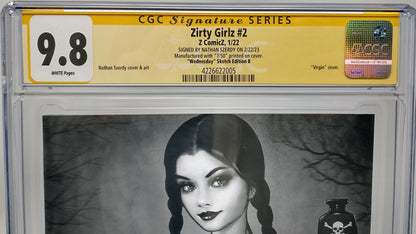 CGC Signature SERIES
9.8
WHITE Pages
Zirty Girlz #2
Z ComicZ, 1/22
SIGNED BY NATHAN SZERDY ON 2/22/23
Manufactured with "7/50" printed on cover.
"Wednesday" Sketch Edition B
Nathan Szerdy cover & art
"Virgin" cover.
4226622005
CGC